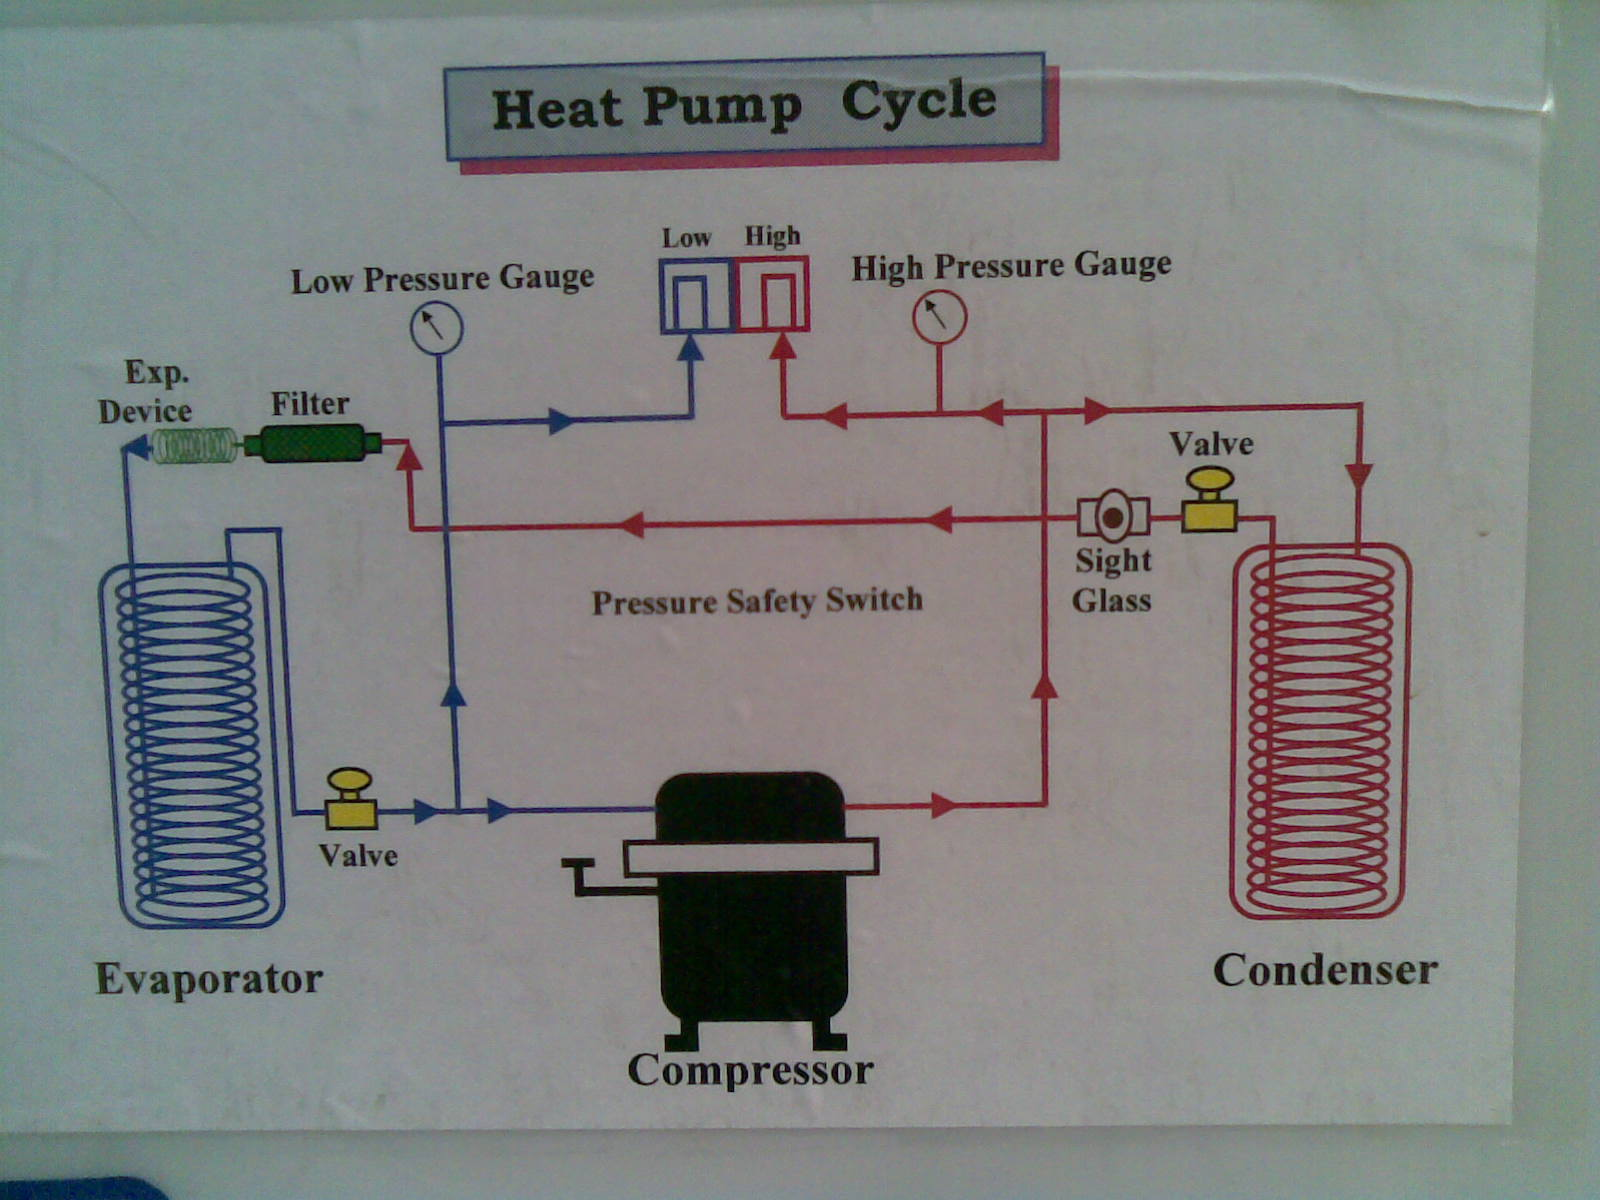 Heat Pump Cycle
Low High
Low Pressure Gauge
High Pressure Gauge
Exp.
Device
Filter
Valve
Sight
Glass
Pressure Safety Switch
Valve
Evaporator
Condenser
Compressor